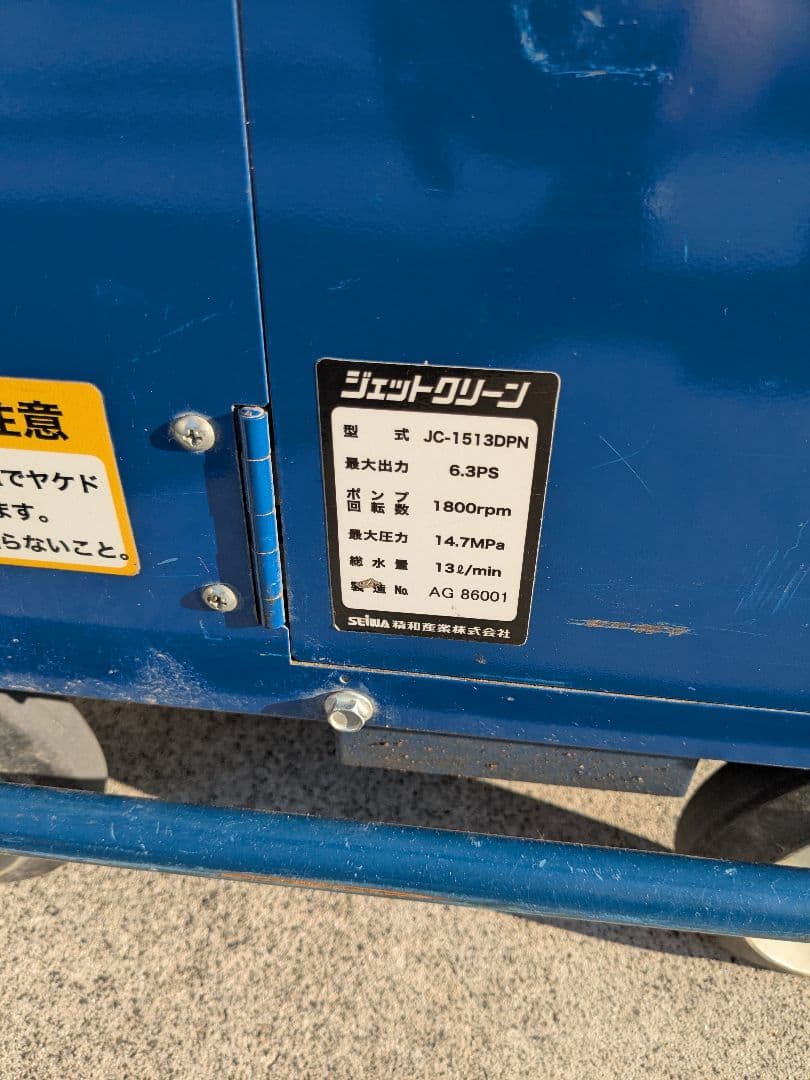 注意
でヤケド
ます。
らないこと。
ジェットクリーン
型 式 JC-1513DPN
最大出力 6.3PS
ポンプ回転数 1800rpm
最大圧力 14.7MPa
総水量 13ℓ/min
製造 No. AG 86001
SEIWA 精和産業株式会社